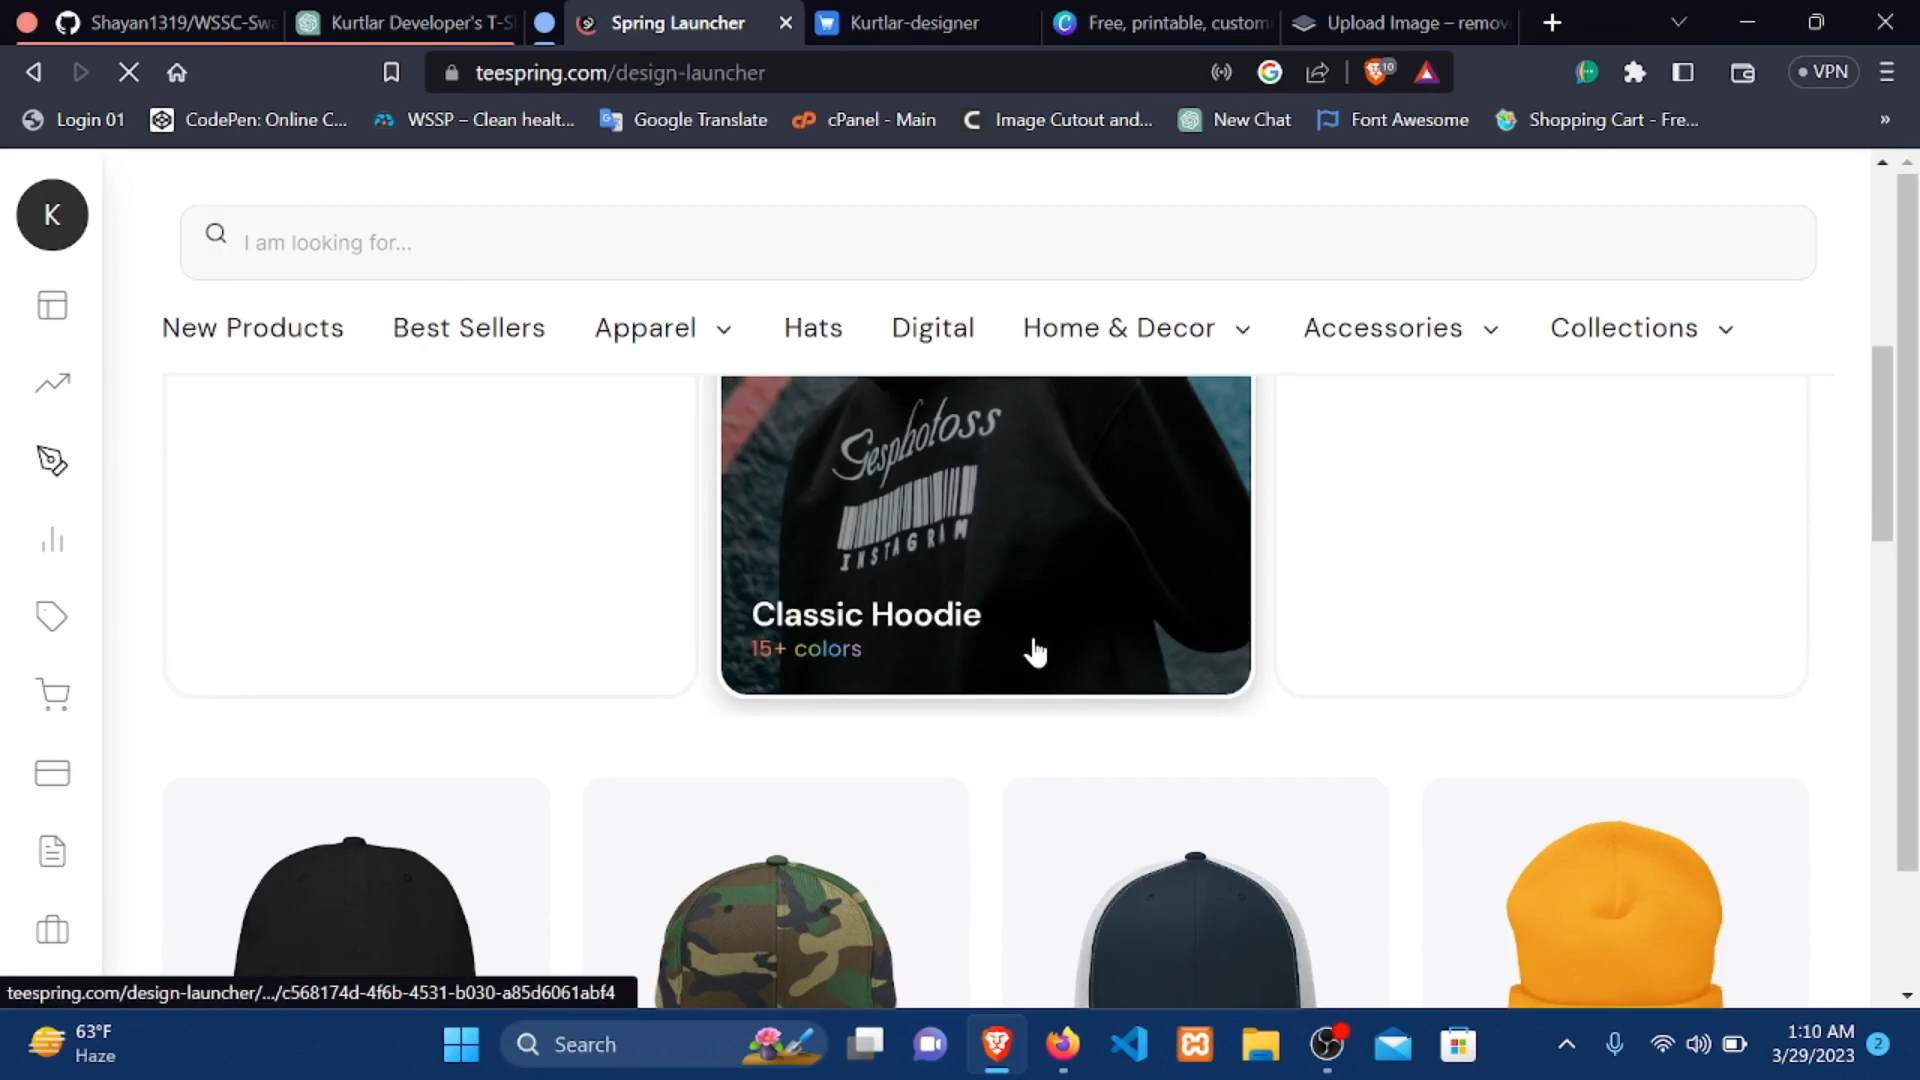 Shayan1319/WSSC-Swa
Kurtlar Developer's T-S
Spring Launcher
Kurtlar-designer
Free, printable, custom
Upload Image – remov
teespring.com/design-launcher
10
VPN
Login 01
CodePen: Online C...
WSSP – Clean healt...
Google Translate
cPanel - Main
Image Cutout and...
New Chat
Font Awesome
Shopping Cart - Fre...
»
K
I am looking for...
New Products
Best Sellers
Apparel
Hats
Digital
Home & Decor
Accessories
Collections
Gesphotoss
INSTAGRAM
Classic Hoodie
15+ colors
teespring.com/design-launcher/.../c568174d-4f6b-4531-b030-a85d6061abf4
63°F
Haze
Search
1:10 AM
3/29/2023
2